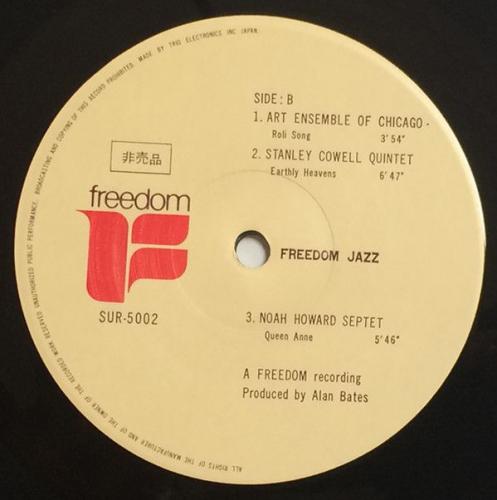 ALL RIGHTS OF THE MANUFACTURER AND OF THE OWNER OF THE RECORDED WORK RESERVED UNAUTHORIZED PUBLIC PERFORMANCE, BROADCASTING AND COPYING OF THIS RECORD PROHIBITED. MADE BY TRIO ELECTRONICS INC JAPAN.
SIDE: B
1. ART ENSEMBLE OF CHICAGO -
Roli Song 3'54"
2. STANLEY COWELL QUINTET
Earthly Heavens 6'47"
非売品
freedom
FREEDOM JAZZ
SUR-5002
3. NOAH HOWARD SEPTET
Queen Anne 5'46"
A FREEDOM recording
Produced by Alan Bates